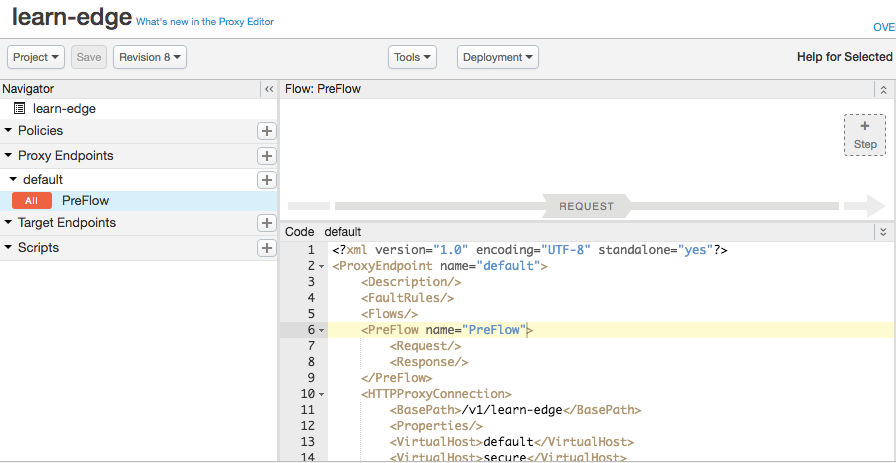 learn-edge What's new in the Proxy Editor
OVE
Project Save Revision 8 Tools Deployment Help for Selected
Navigator
learn-edge
Policies
Proxy Endpoints
default
All PreFlow
Target Endpoints
Scripts
Flow: PreFlow
+
Step
REQUEST
Code default
1 <?xml version="1.0" encoding="UTF-8" standalone="yes"?>
2 <ProxyEndpoint name="default">
3 <Description/>
4 <FaultRules/>
5 <Flows/>
6 <PreFlow name="PreFlow">
7 <Request/>
8 <Response/>
9 </PreFlow>
10 <HTTPProxyConnection>
11 <BasePath>/v1/learn-edge</BasePath>
12 <Properties/>
13 <VirtualHost>default</VirtualHost>
14 <VirtualHost>secure</VirtualHost>